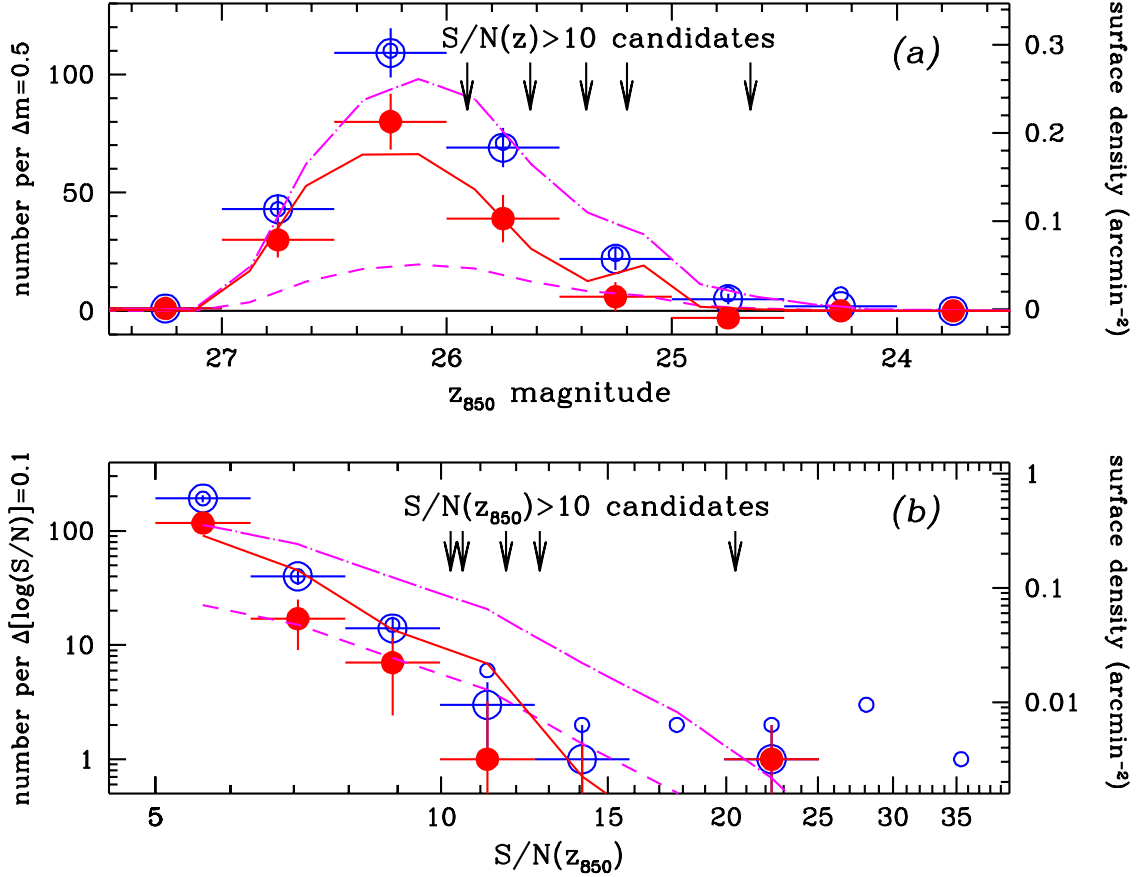 S/N(z)>10 candidates
(a)
number per Δm=0.5
100
50
0
0.3
0.2
0.1
0
surface density (arcmin⁻²)
27
26
25
24
z₈₅₀ magnitude
S/N(z₈₅₀)>10 candidates
(b)
number per Δ[log(S/N)]=0.1
100
10
1
1
0.1
0.01
surface density (arcmin⁻²)
5
10
15
20
25
30
35
S/N(z₈₅₀)